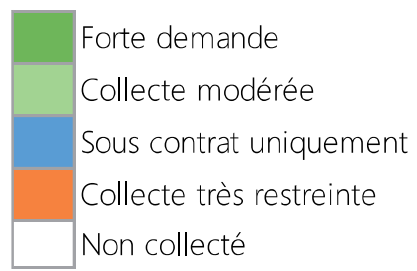 Forte demande
Collecte modérée
Sous contrat uniquement
Collecte très restreinte
Non collecté